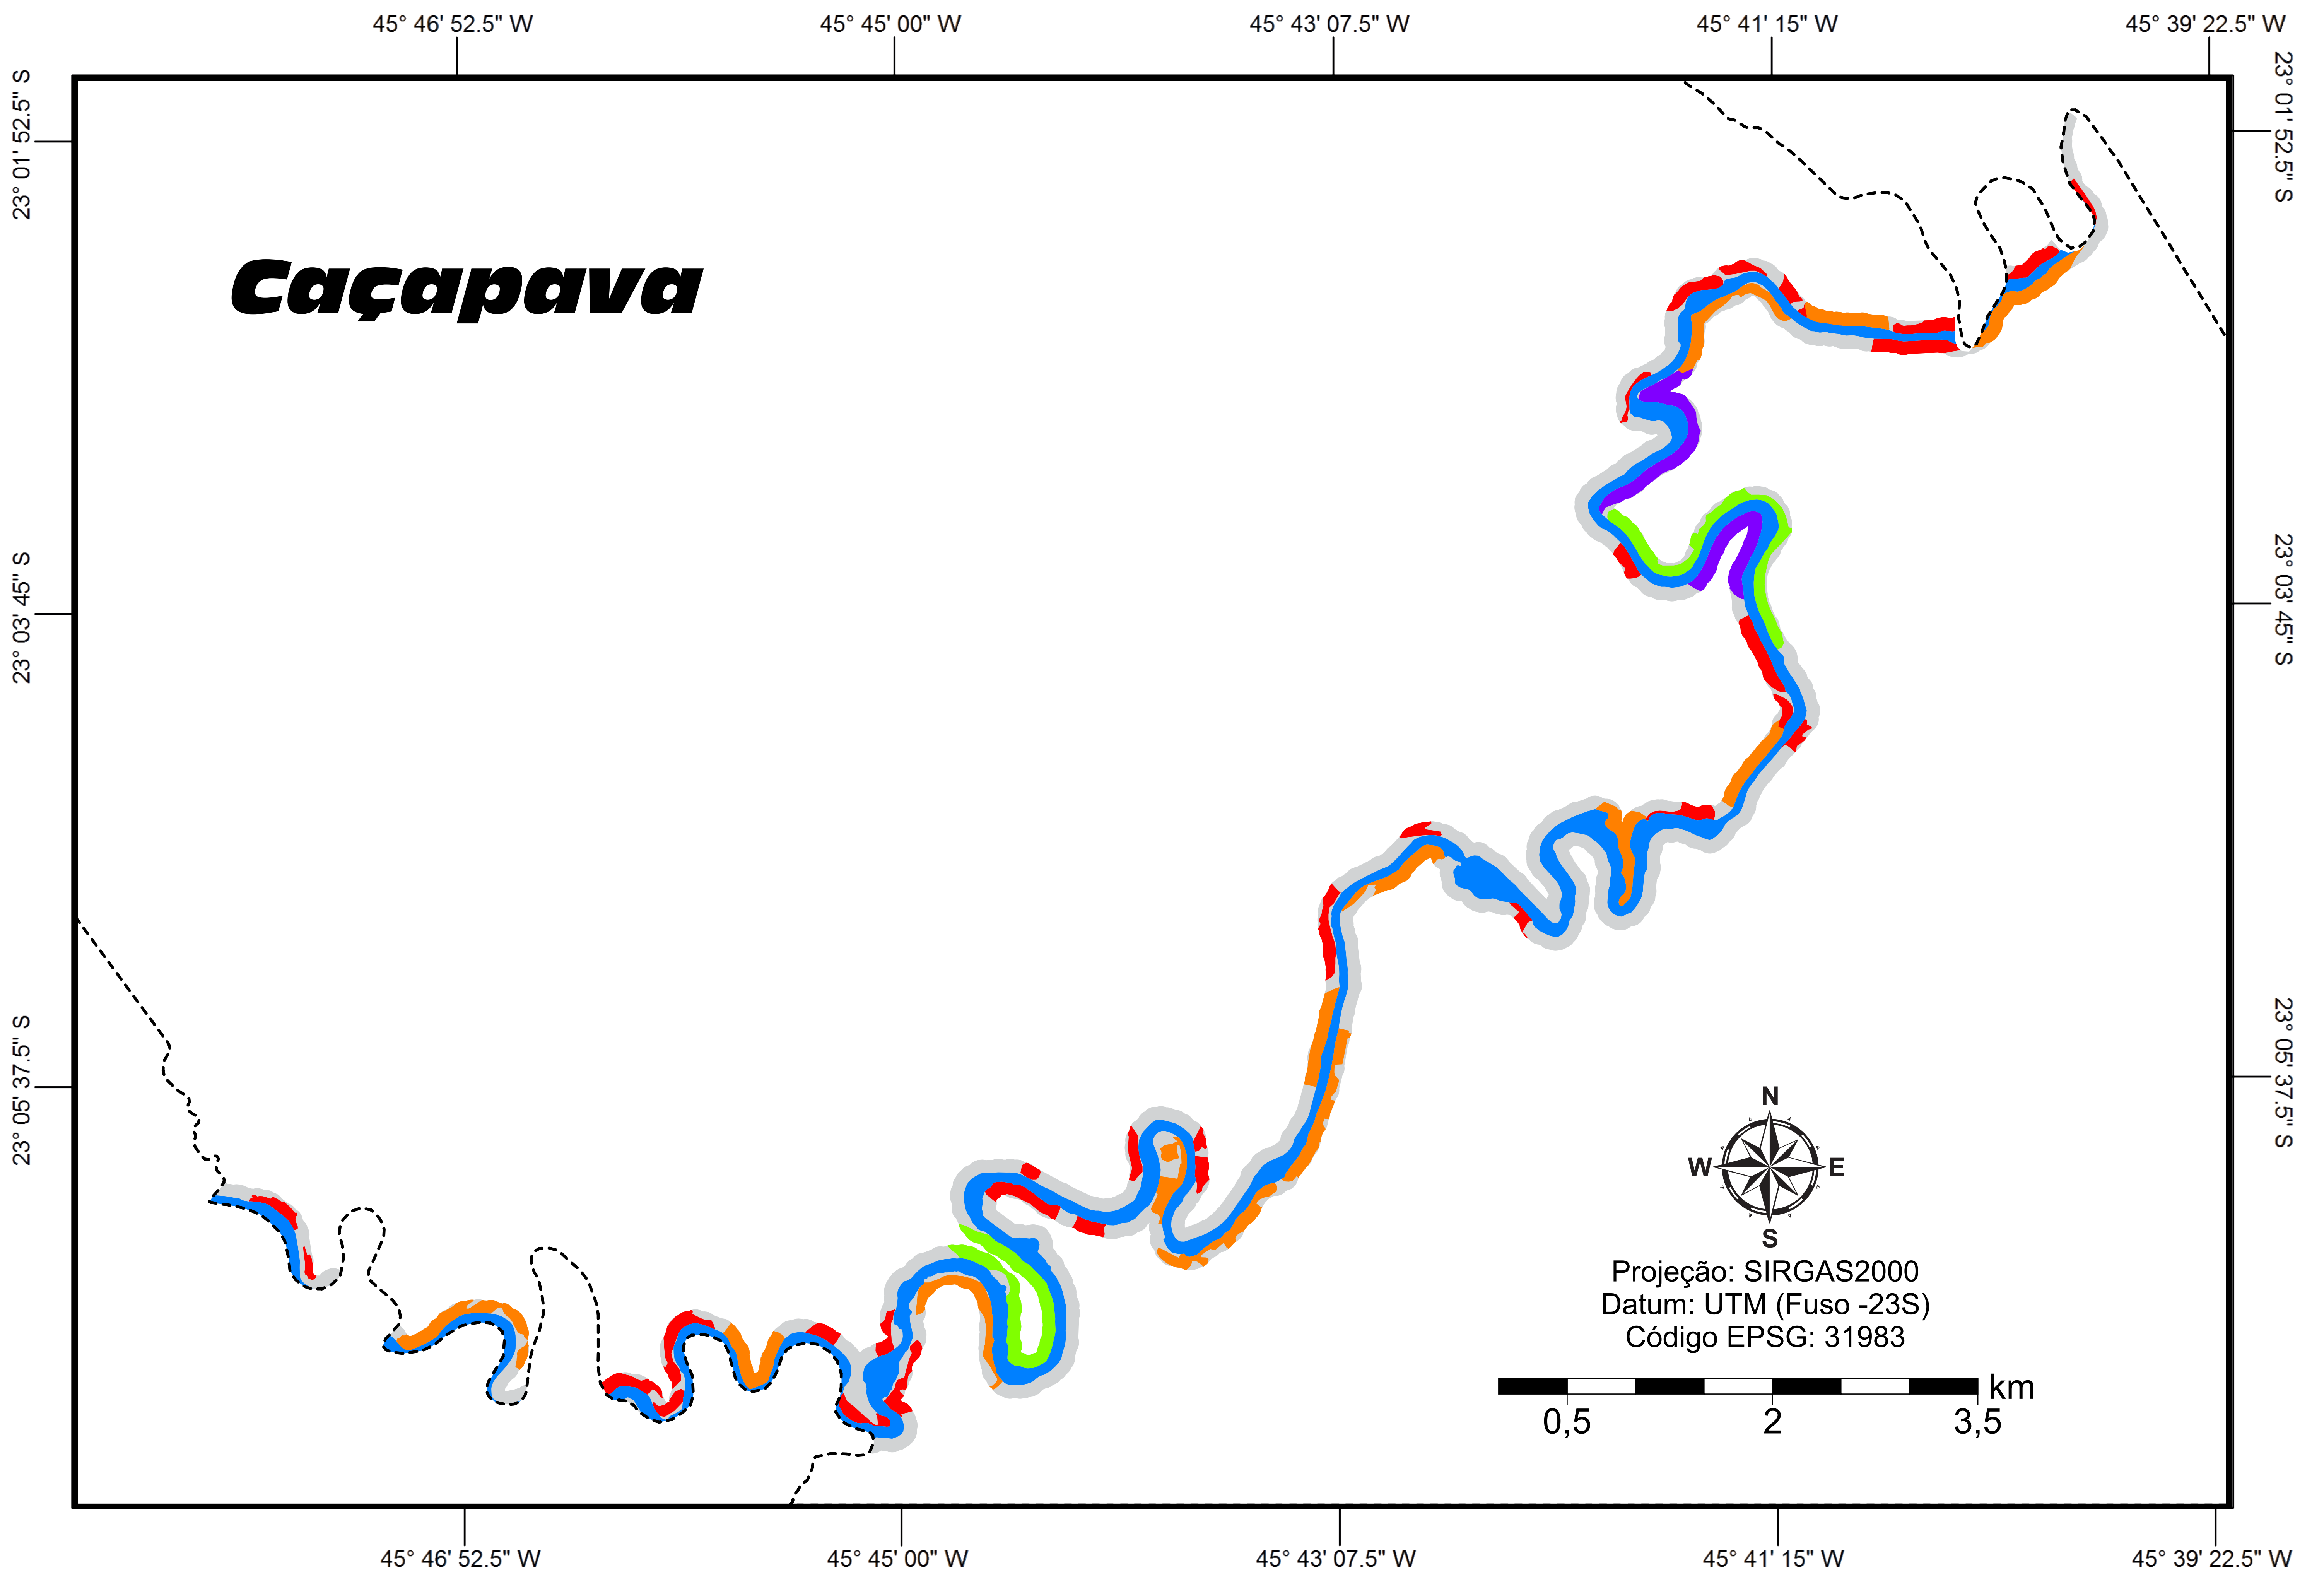 45° 46' 52.5" W
45° 45' 00" W
45° 43' 07.5" W
45° 41' 15" W
45° 39' 22.5" W
23° 01' 52.5" S
23° 01' 52.5" S
Caçapava
23° 03' 45" S
23° 03' 45" S
23° 05' 37.5" S
23° 05' 37.5" S
N
W
E
S
Projeção: SIRGAS2000
Datum: UTM (Fuso -23S)
Código EPSG: 31983
km
0,5 2 3,5
45° 46' 52.5" W
45° 45' 00" W
45° 43' 07.5" W
45° 41' 15" W
45° 39' 22.5" W